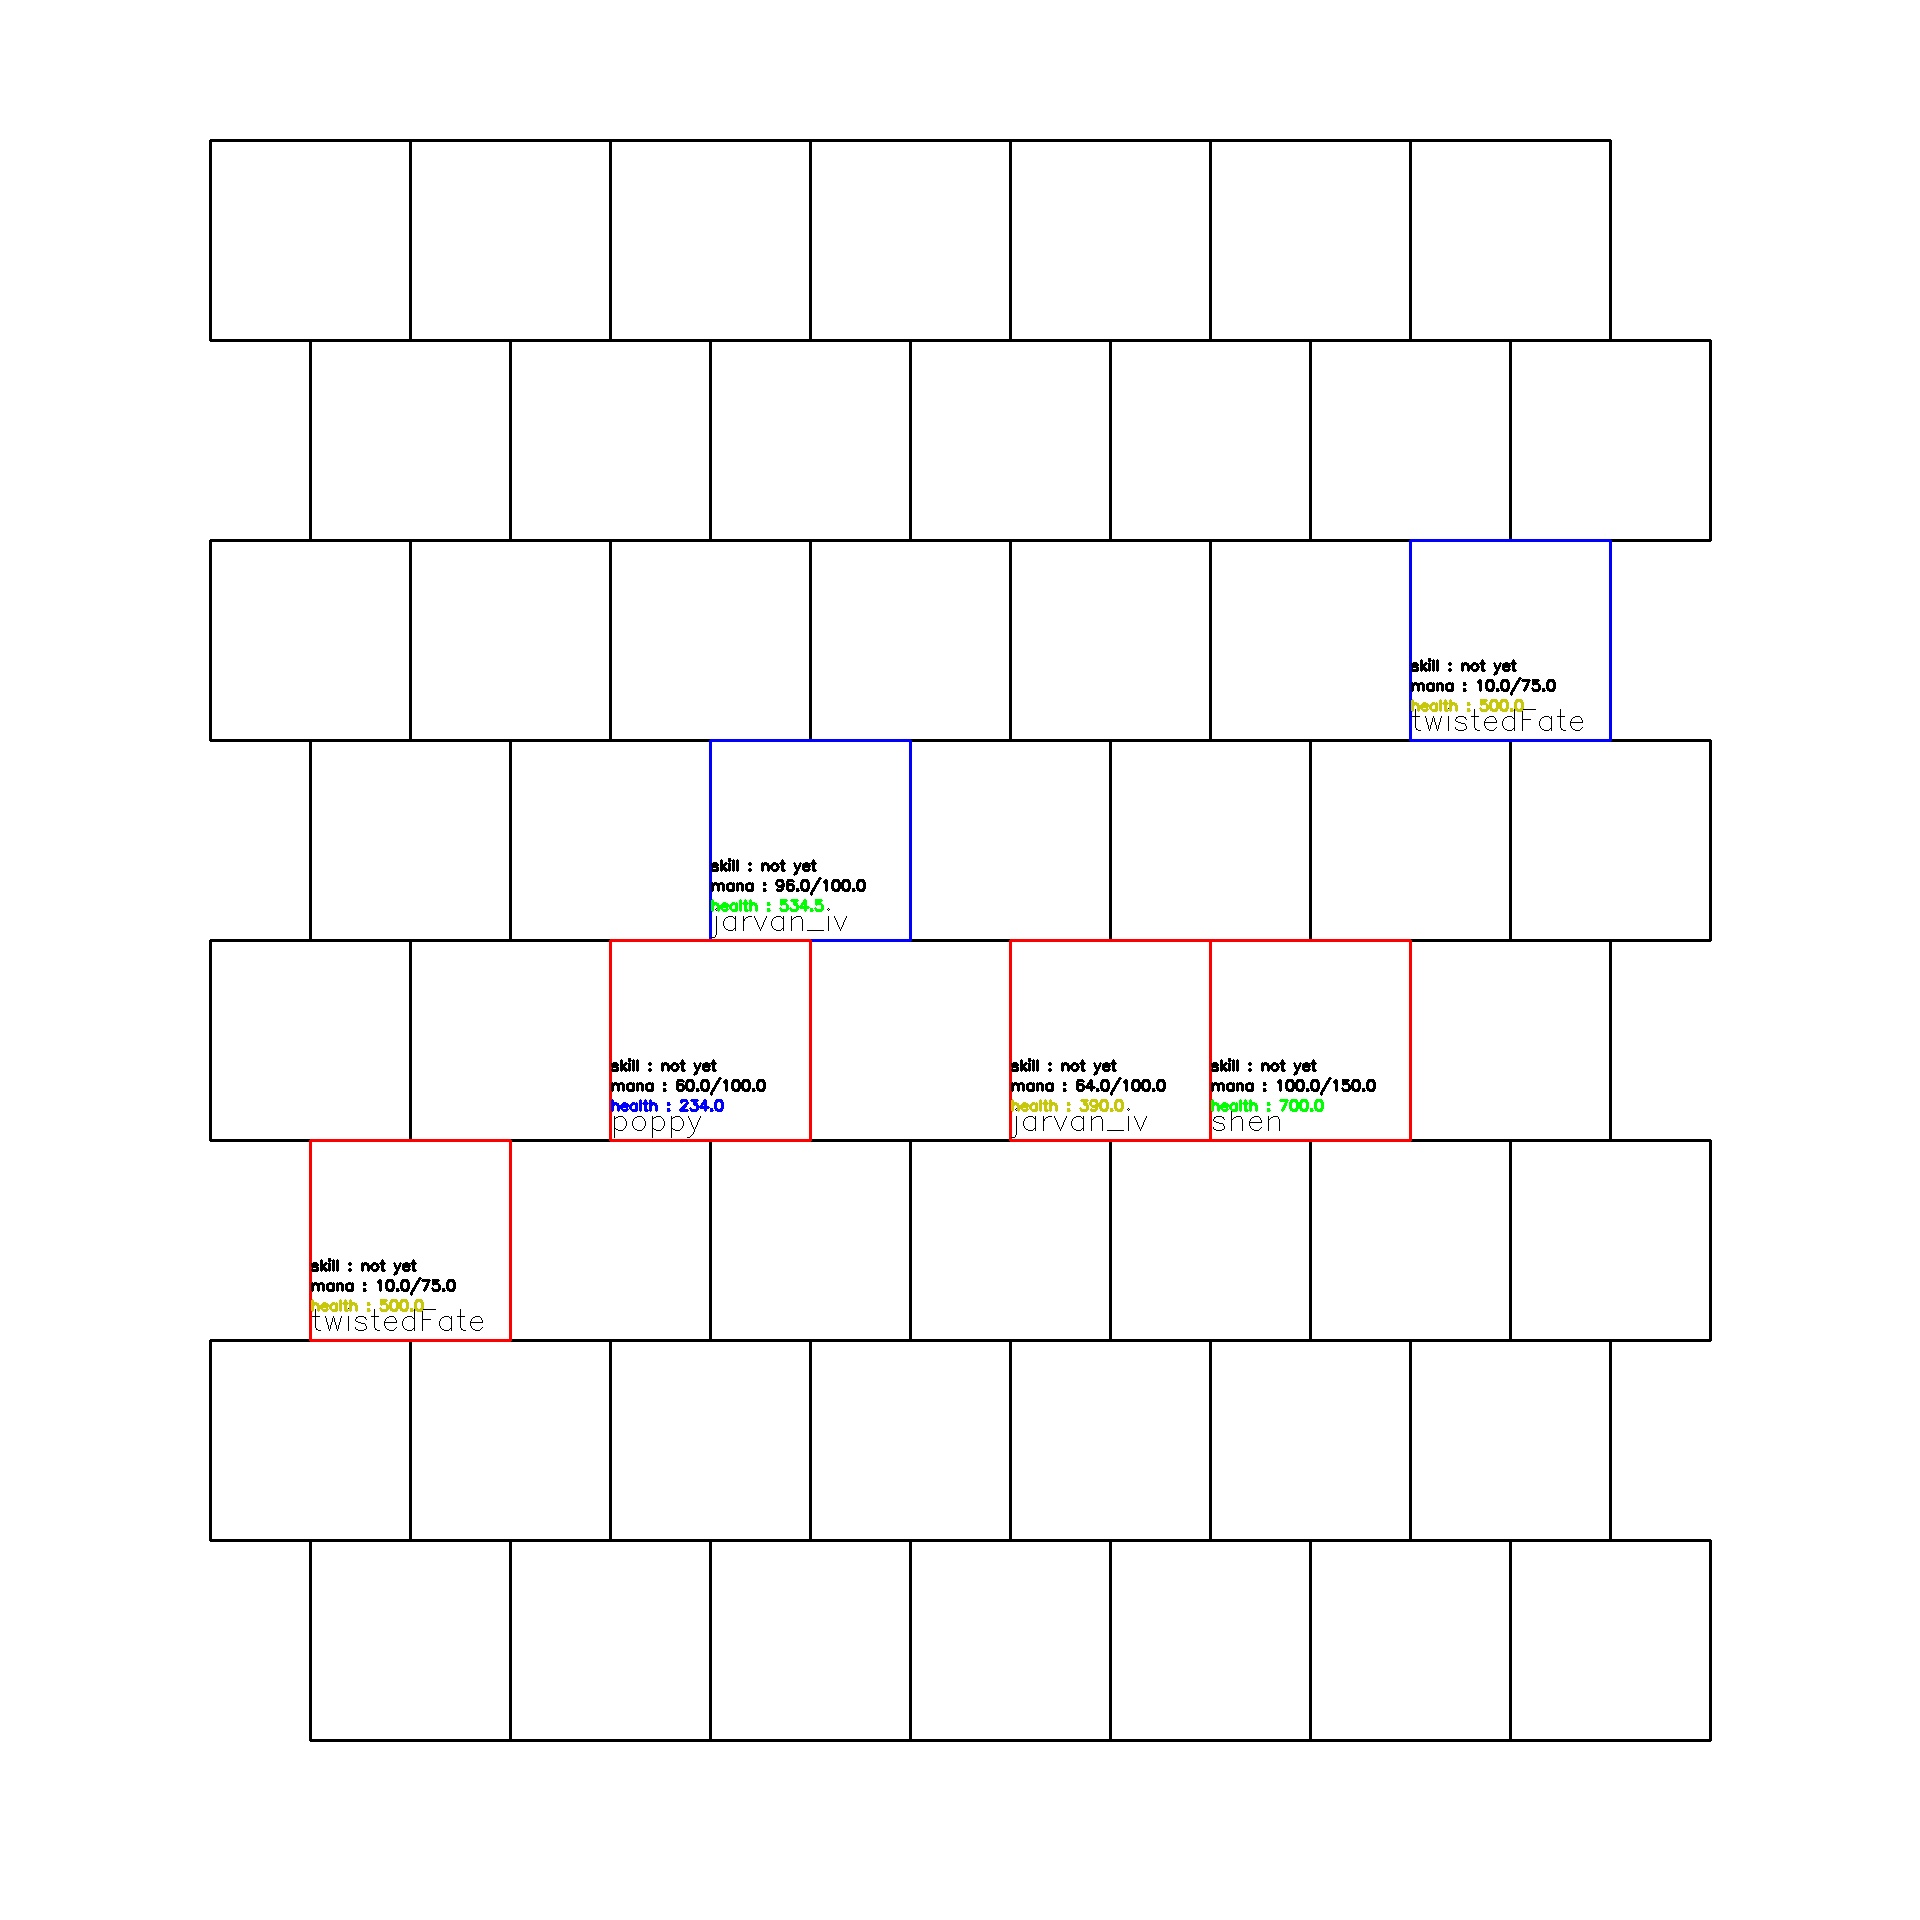 skill : not yet
mana : 10.0/75.0
health : 500.0
twistedFate
skill : not yet
mana : 96.0/100.0
health : 534.5
jarvan_iv
skill : not yet
mana : 60.0/100.0
health : 234.0
poppy
skill : not yet
mana : 64.0/100.0
health : 390.0
jarvan_iv
skill : not yet
mana : 100.0/150.0
health : 700.0
shen
skill : not yet
mana : 10.0/75.0
health : 500.0
twistedFate